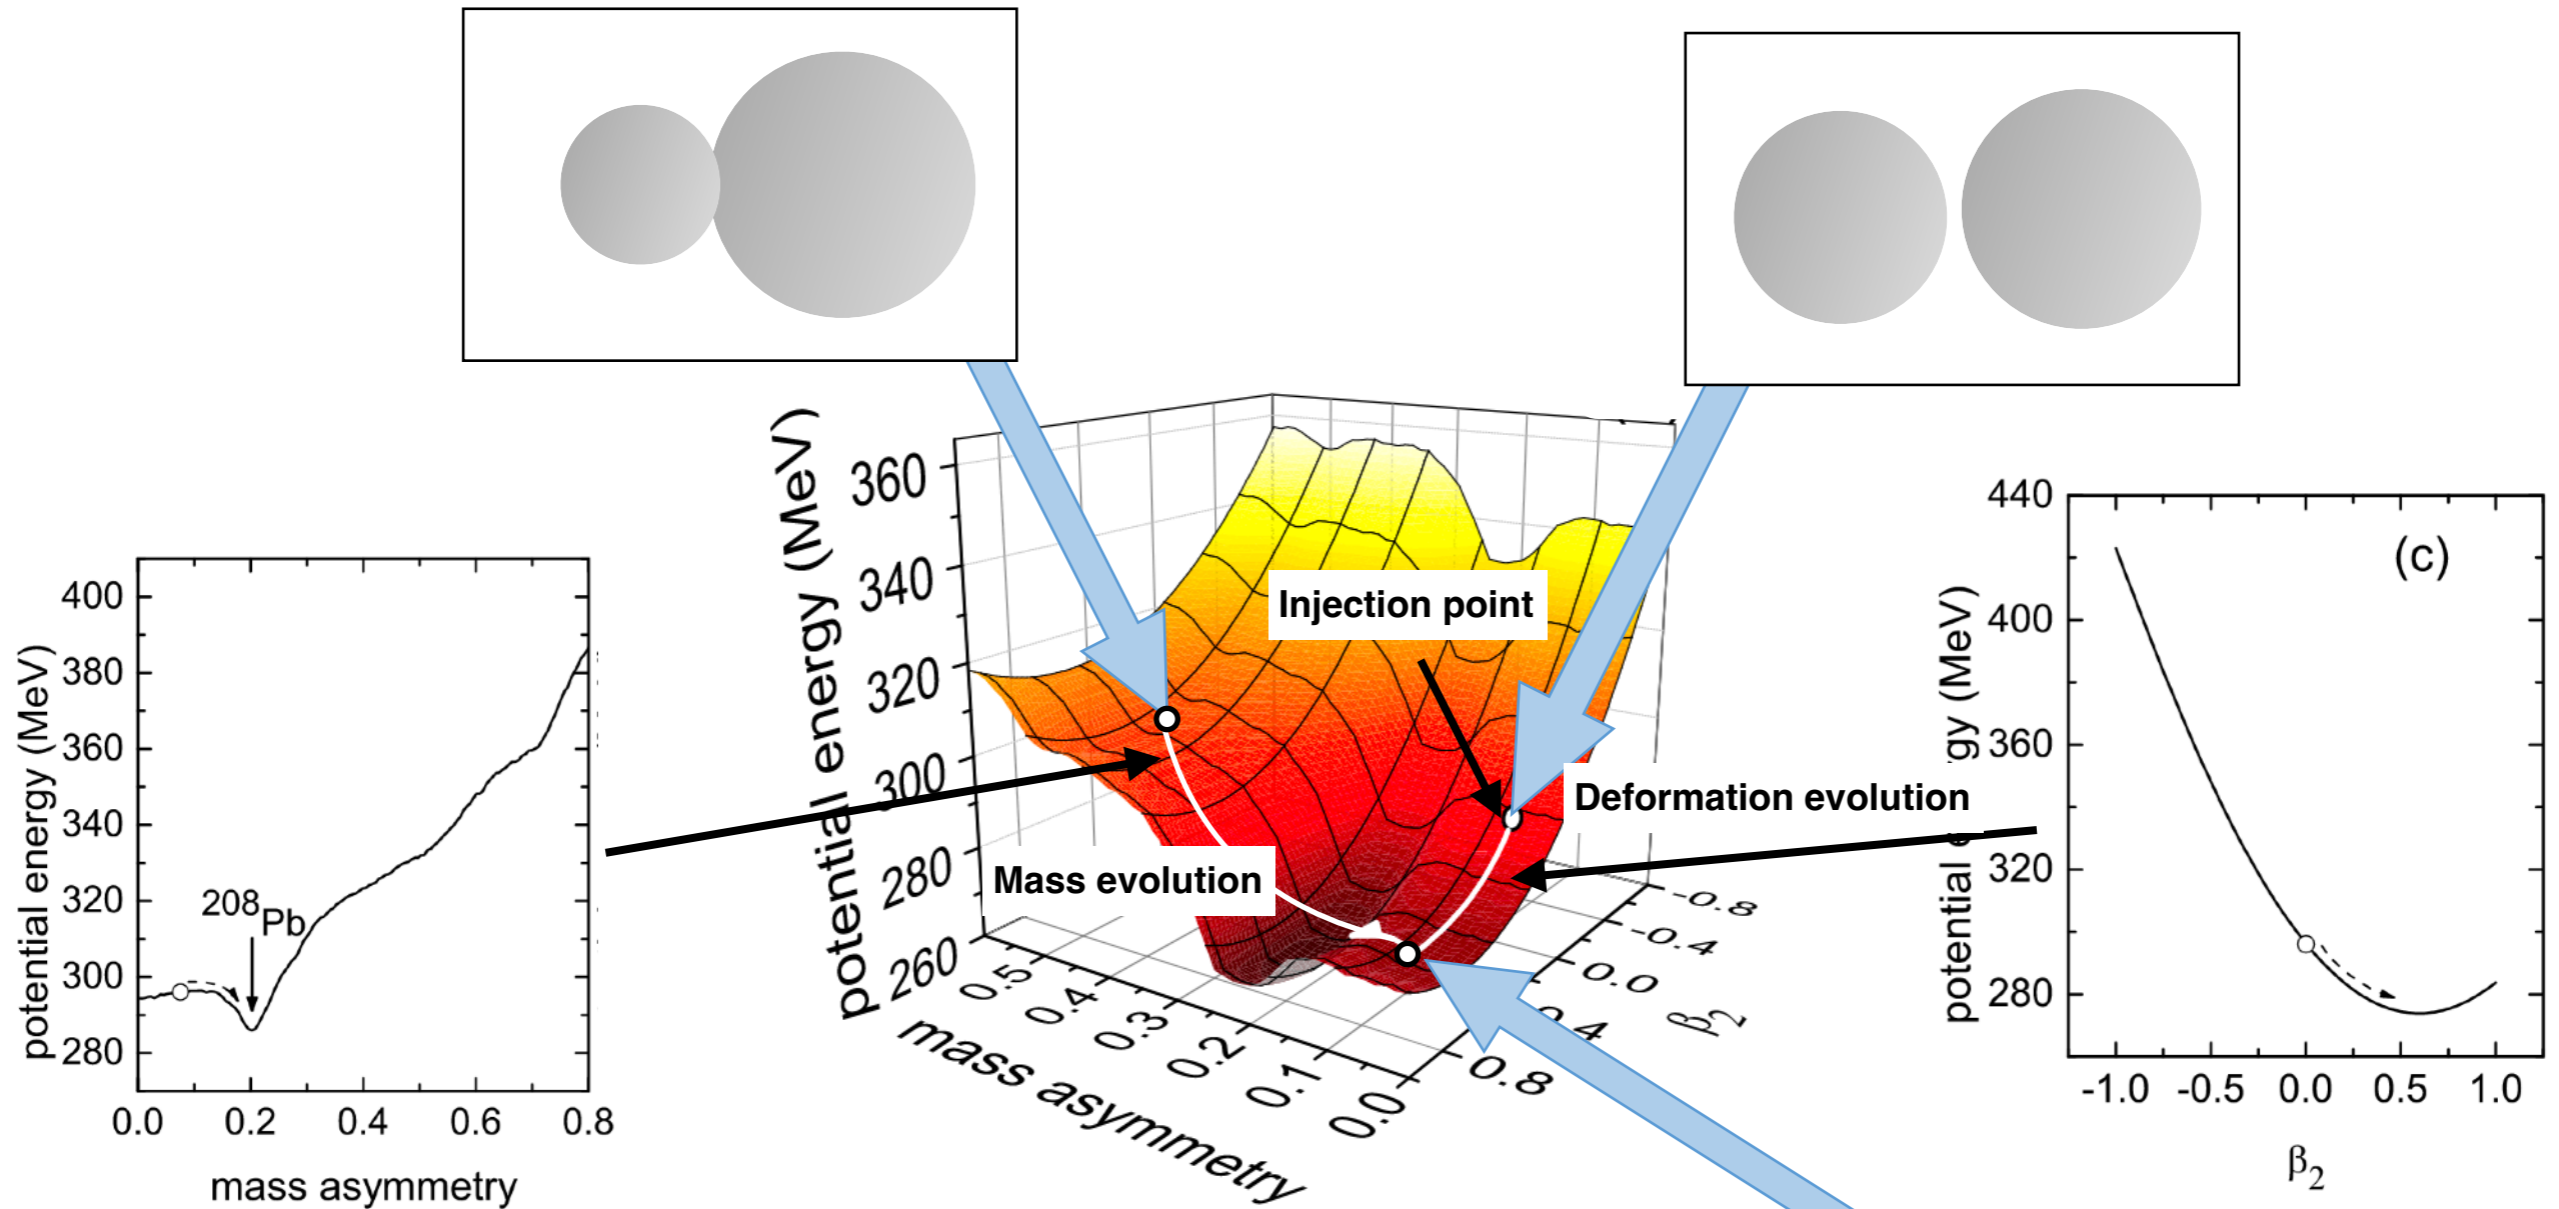 potential energy (MeV)
400
380
360
340
320
300
280
208Pb
0.0 0.2 0.4 0.6 0.8
mass asymmetry
potential energy (MeV)
360
340
320
300
280
260
Injection point
Deformation evolution
Mass evolution
0.5
0.4
0.3
0.2
0.1
0.0
mass asymmetry
-0.8
-0.4
0.0
0.8
β2
(c)
440
400
360
320
280
-1.0 -0.5 0.0 0.5 1.0
β2